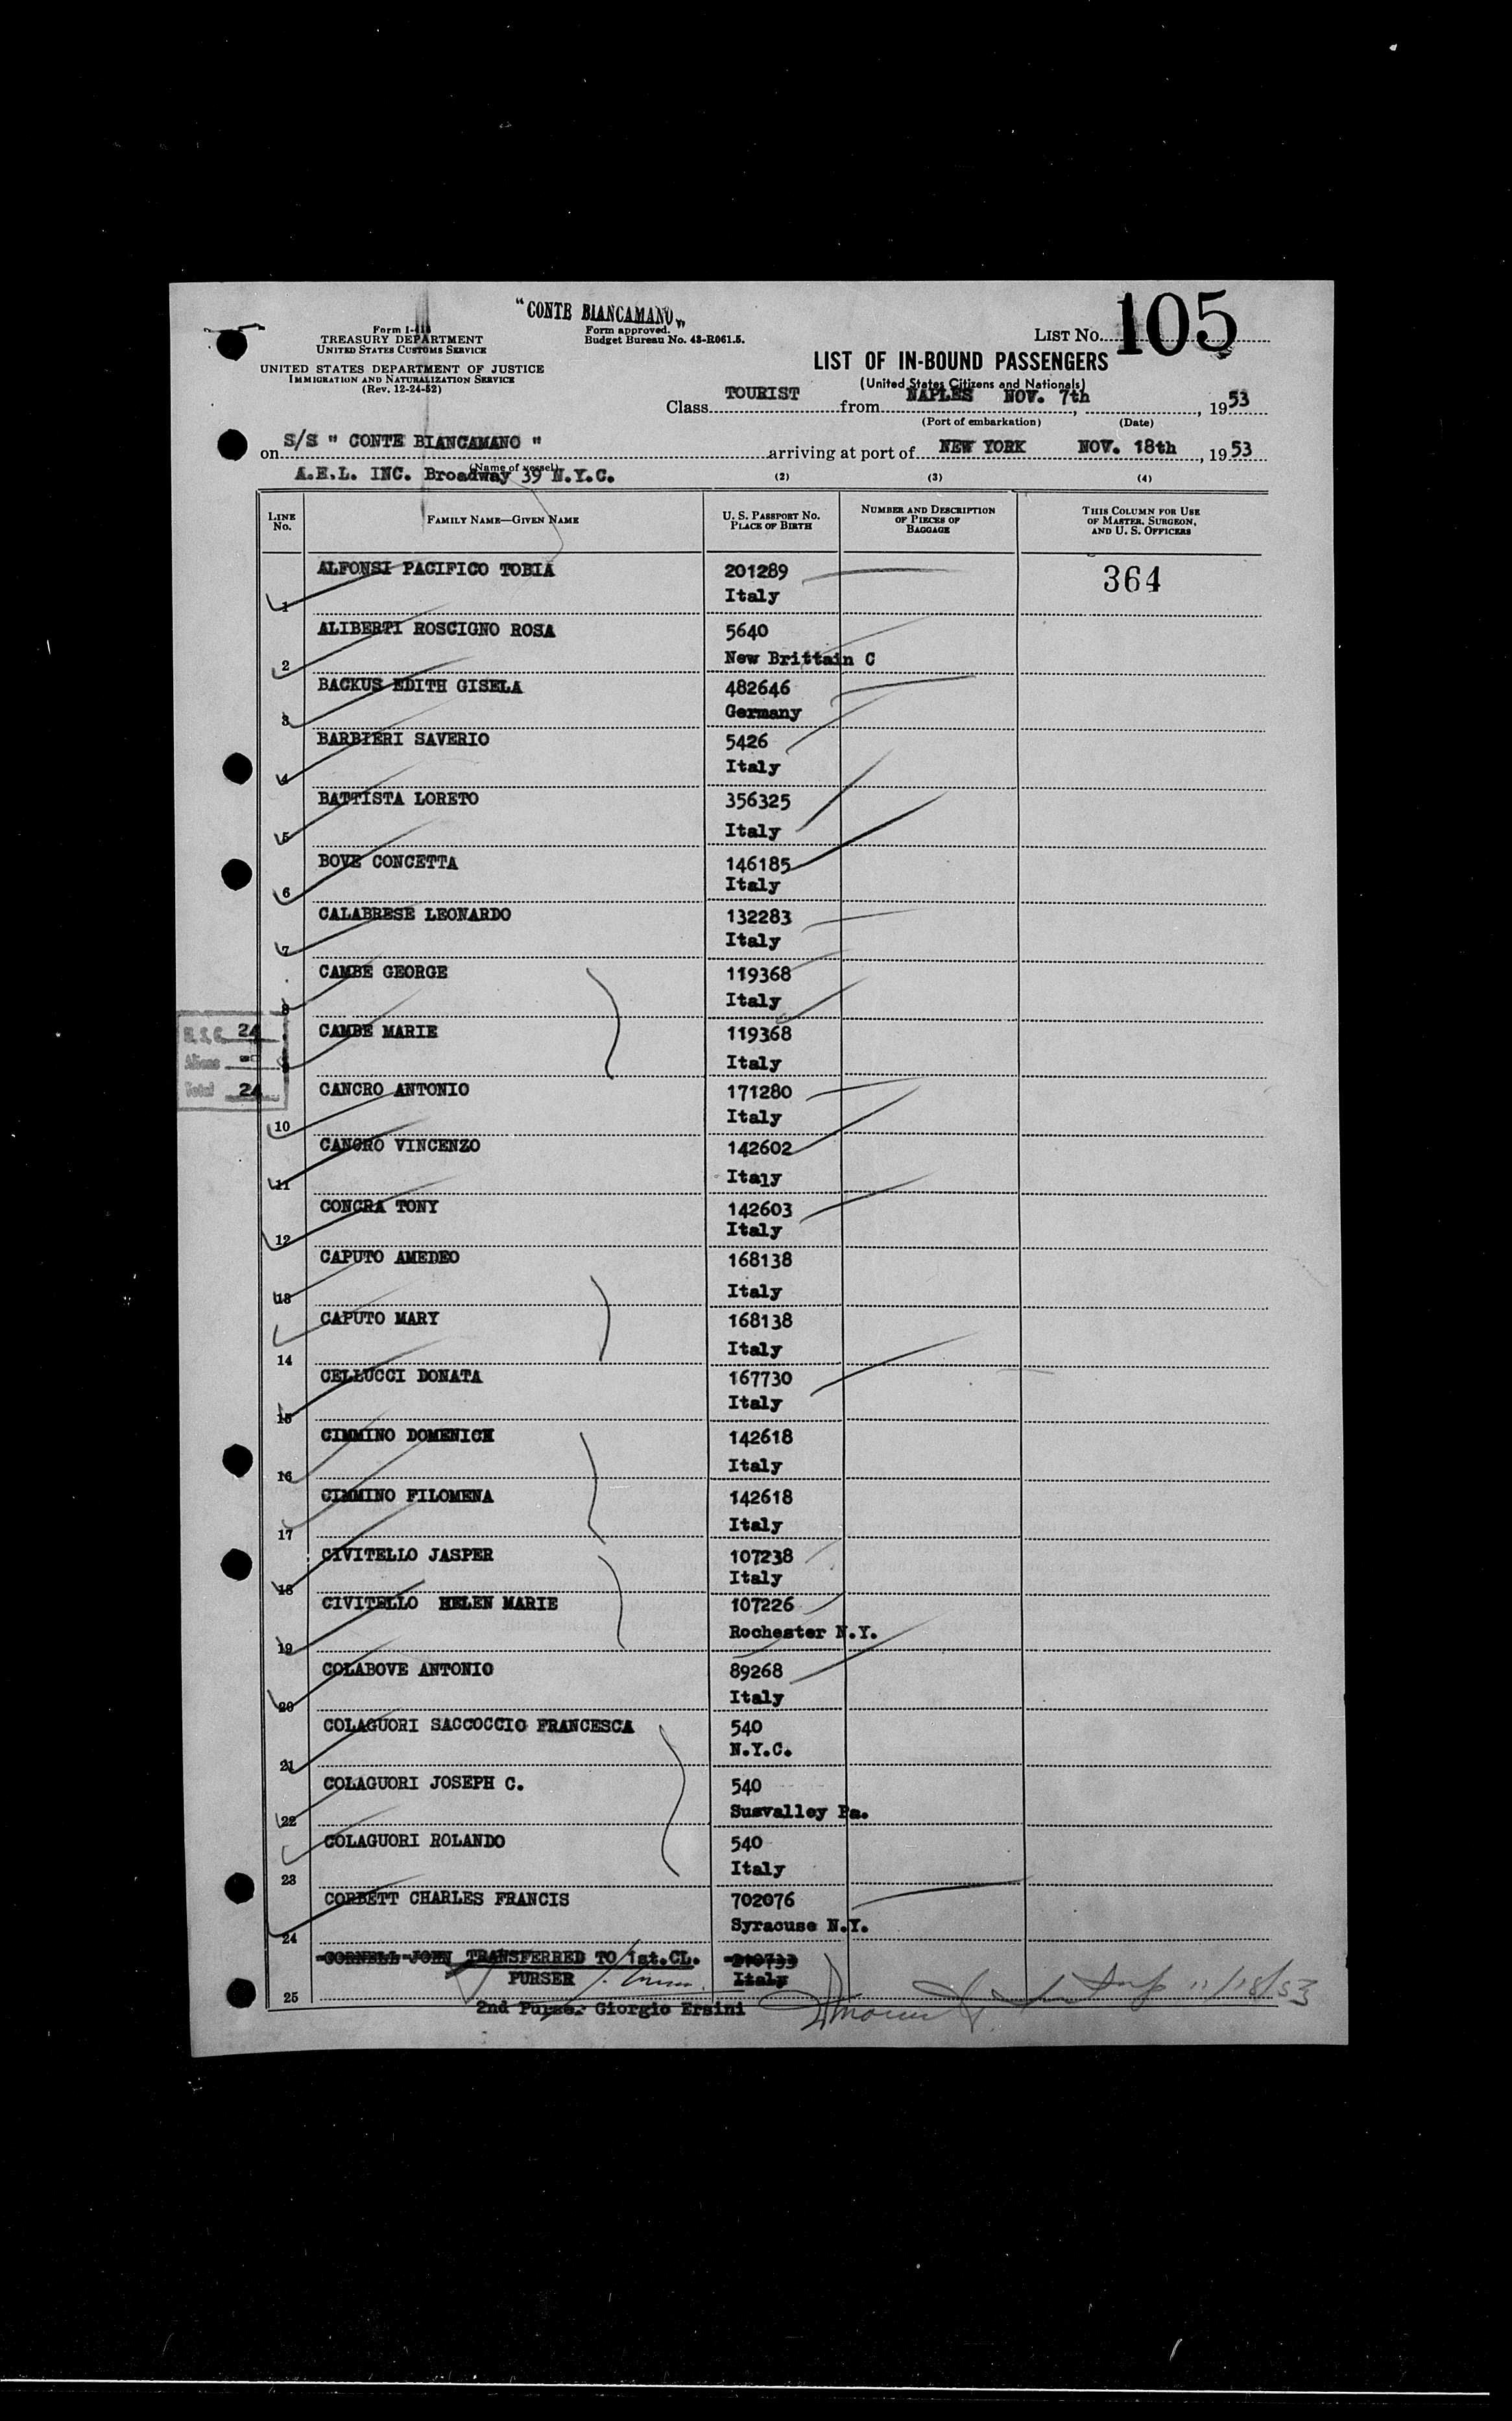 "CONTE BIANCAMANO"
Form I-418
TREASURY DEPARTMENT
UNITED STATES CUSTOMS SERVICE
Form approved.
Budget Bureau No. 43-R061.5.
LIST No. 105
UNITED STATES DEPARTMENT OF JUSTICE
IMMIGRATION AND NATURALIZATION SERVICE
(Rev. 12-24-52)
LIST OF IN-BOUND PASSENGERS
(United States Citizens and Nationals)
Class TOURIST from NAPLES NOV. 7th, 1953
(Port of embarkation) (Date)
on S/S " CONTE BIANCAMANO " arriving at port of NEW YORK NOV. 18th, 1953
(Name of vessel)
A.E.L. INC. Broadway 39 N.Y.C.
(2) (3) (4)
LINE No. FAMILY NAME—GIVEN NAME U. S. PASSPORT NO. PLACE OF BIRTH NUMBER AND DESCRIPTION OF PIECES OF BAGGAGE THIS COLUMN FOR USE OF MASTER, SURGEON, AND U. S. OFFICERS
ALFONSI PACIFICO TOBIA 201289 364
1 Italy
ALIBERTI ROSCIGNO ROSA 5640
2 New Brittain C
BACKUS EDITH GISELA 482646
3 Germany
BARBIERI SAVERIO 5426
4 Italy
BATTISTA LORETO 356325
5 Italy
BOVE CONCETTA 146185
6 Italy
CALABRESE LEONARDO 132283
7 Italy
CAMBE GEORGE 119368
8 Italy
U. S. C. 24
CAMBE MARIE 119368
Aliens -
9 Italy
Total 24
CANCRO ANTONIO 171280
10 Italy
CANCRO VINCENZO 142602
11 Italy
CONCRA TONY 142603
12 Italy
CAPUTO AMEDEO 168138
13 Italy
CAPUTO MARY 168138
14 Italy
CELLUCCI DONATA 167730
15 Italy
CIMMINO DOMENICK 142618
16 Italy
CIMMINO FILOMENA 142618
17 Italy
CIVITELLO JASPER 107238
18 Italy
CIVITELLO HELEN MARIE 107226
19 Rochester N.Y.
COLABOVE ANTONIO 89268
20 Italy
COLAGUORI SACCOCCIO FRANCESCA 540
21 N.Y.C.
COLAGUORI JOSEPH C. 540
22 Susvalley Pa.
COLAGUORI ROLANDO 540
23 Italy
CORBETT CHARLES FRANCIS 702076
24 Syracuse N.Y.
CORNELL JOHN TRANSFERRED TO 1st.CL.
PURSER Italy
25
2nd Purser Giorgio Ersini
11/18/53